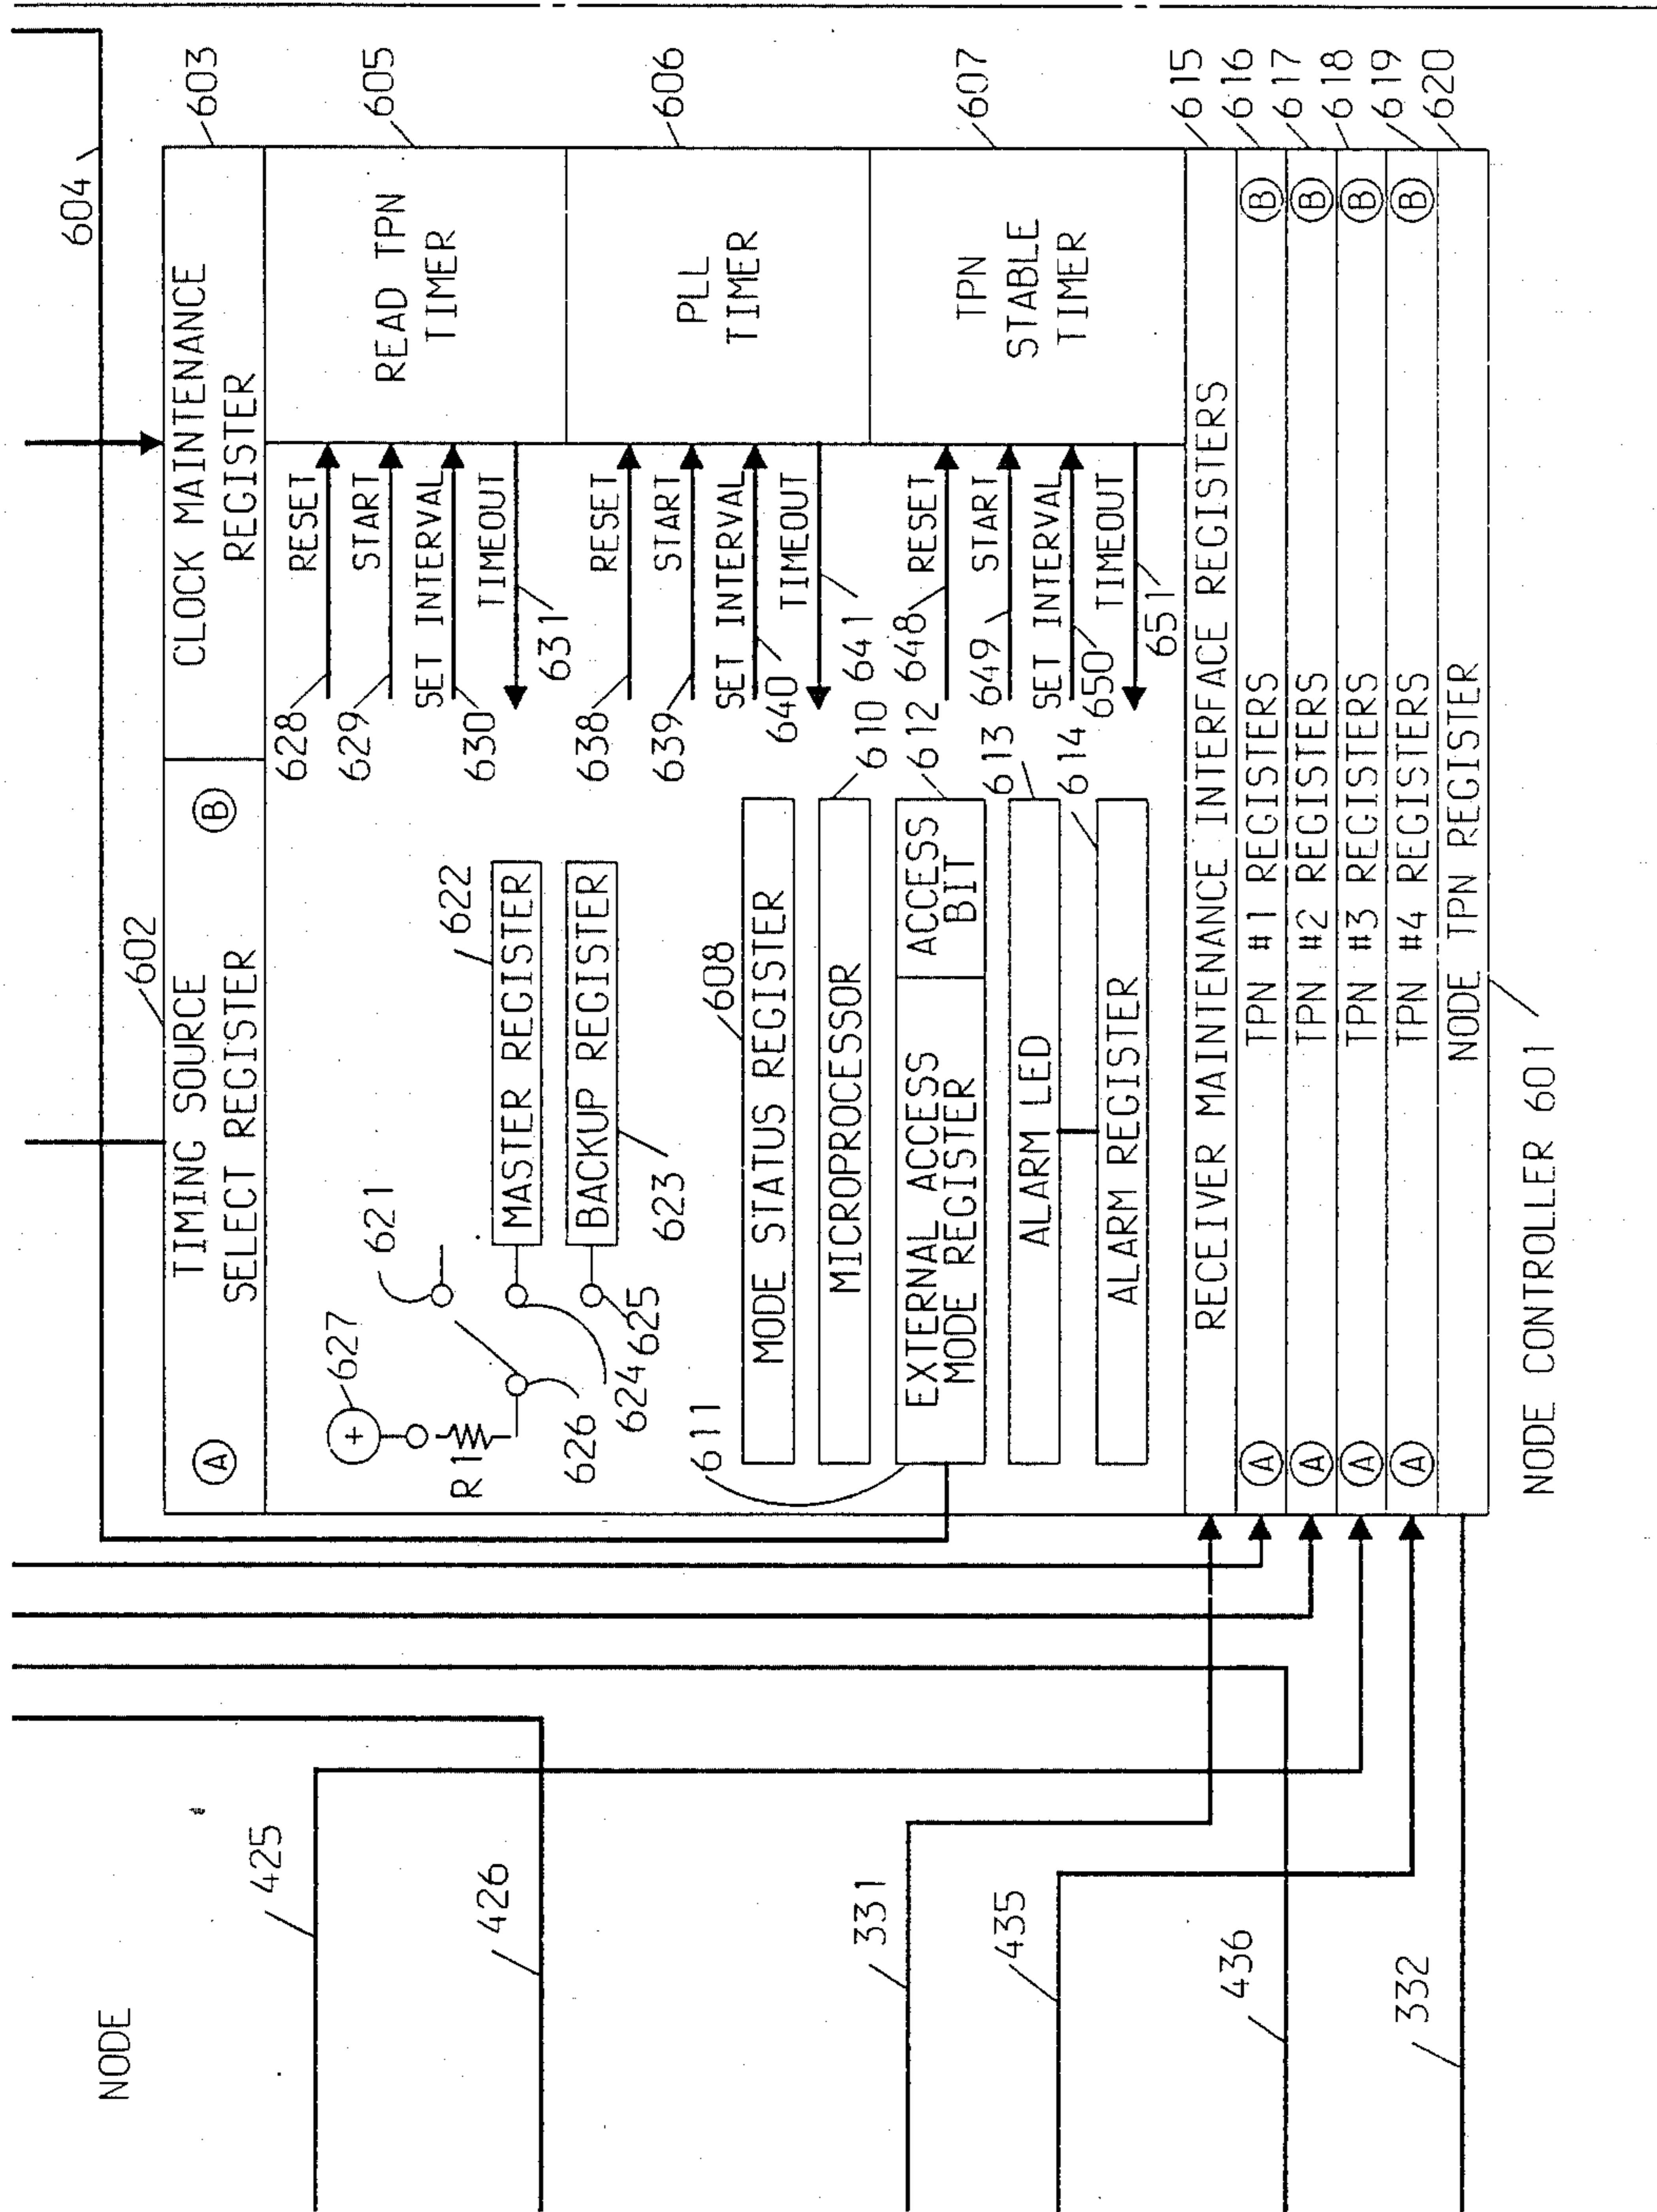 604
602
TIMING SOURCE
SELECT REGISTER
A
B
603
CLOCK MAINTENANCE
REGISTER
605
READ TPN
TIMER
628
RESET
629
START
SET INTERVAL
630
TIMEOUT
631
606
PLL
TIMER
638
RESET
639
START
SET INTERVAL
640
TIMEOUT
641
607
TPN
STABLE
TIMER
648
RESET
649
START
SET INTERVAL
650
TIMEOUT
651
627
+
R1
621
626
624
625
622
MASTER REGISTER
BACKUP REGISTER
623
608
MODE STATUS REGISTER
610
MICROPROCESSOR
611
EXTERNAL ACCESS
MODE REGISTER
612
ACCESS
BIT
613
ALARM LED
614
ALARM REGISTER
RECEIVER MAINTENANCE INTERFACE REGISTERS
615
A
TPN #1 REGISTERS
B
616
A
TPN #2 REGISTERS
B
617
A
TPN #3 REGISTERS
B
618
A
TPN #4 REGISTERS
B
619
NODE TPN REGISTER
620
NODE CONTROLLER 601
NODE
425
426
331
435
436
332